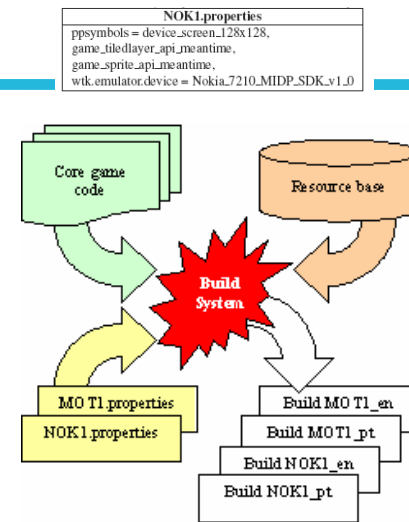 NOK1.properties
ppsymbols = device_screen_128x128,
game_tiledlayer_api_meantime,
game_sprite_api_meantime,
wtk.emulator.device = Nokia_7210_MIDP_SDK_v1_0
Core game
code
Resource base
Build
System
MOT1.properties
NOK1.properties
Build MOT1_en
Build MOT1_pt
Build NOK1_en
Build NOK1_pt